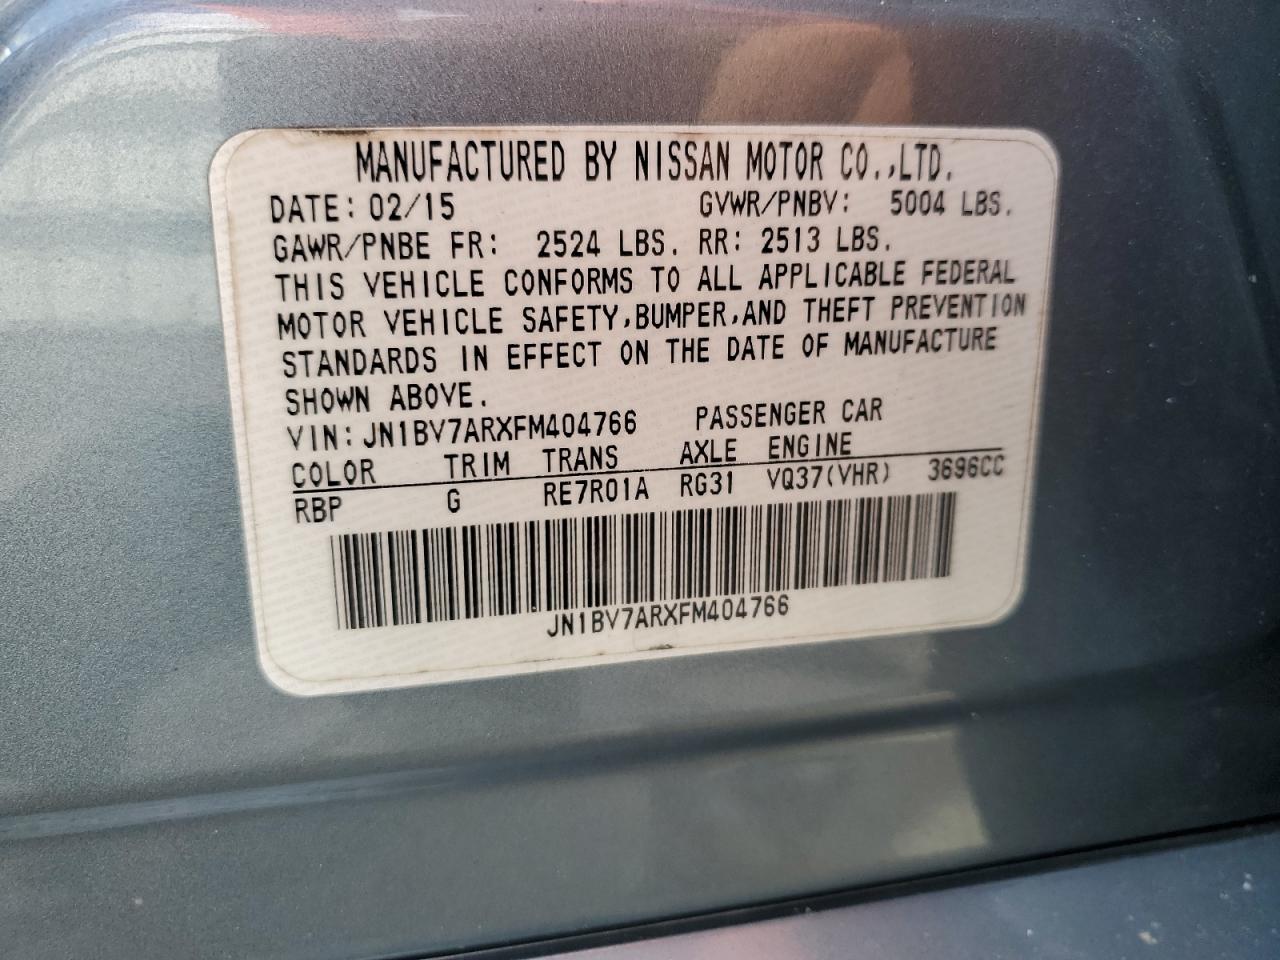 MANUFACTURED BY NISSAN MOTOR CO.,LTD.
DATE: 02/15 GVWR/PNBV: 5004 LBS.
GAWR/PNBE FR: 2524 LBS. RR: 2513 LBS.
THIS VEHICLE CONFORMS TO ALL APPLICABLE FEDERAL
MOTOR VEHICLE SAFETY,BUMPER,AND THEFT PREVENTION
STANDARDS IN EFFECT ON THE DATE OF MANUFACTURE
SHOWN ABOVE.
VIN: JN1BV7ARXFM404766 PASSENGER CAR
COLOR TRIM TRANS AXLE ENGINE
RBP G RE7R01A RG31 VQ37(VHR) 3696CC
JN1BV7ARXFM404766